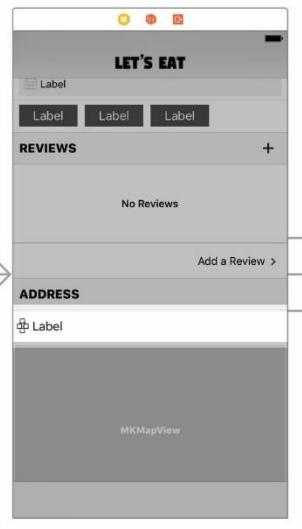 LET'S EAT
Label
Label Label Label
REVIEWS +
No Reviews
Add a Review >
ADDRESS
Label
MKMapView